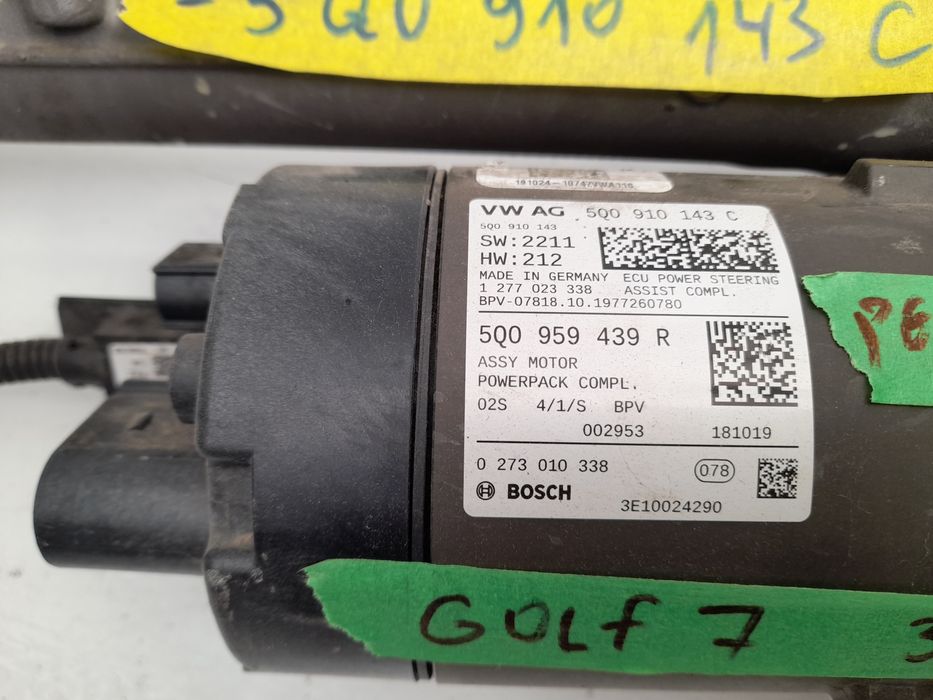 5Q0 910 143 C
VW AG 5Q0 910 143 C
5Q0 910 143
SW:2211
HW:212
MADE IN GERMANY ECU POWER STEERING
1 277 023 338 ASSIST COMPL.
BPV-07818.10.1977260780
5Q0 959 439 R
ASSY MOTOR
POWERPACK COMPL.
02S 4/1/S BPV
002953 181019
0 273 010 338 078
BOSCH
3E10024290
PE
GOLF 7 3